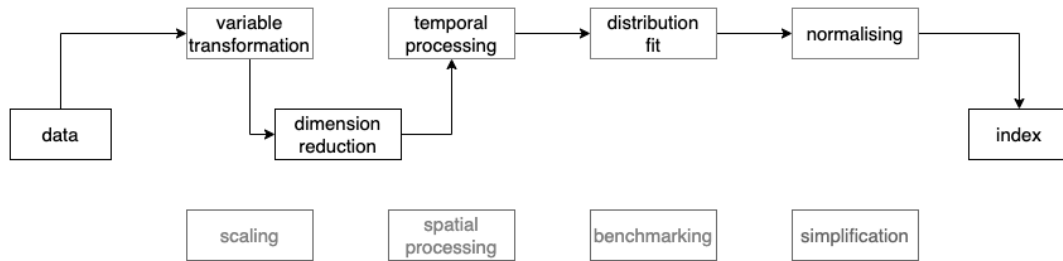 variable
transformation
temporal
processing
distribution
fit
normalising
data
dimension
reduction
index
scaling
spatial
processing
benchmarking
simplification